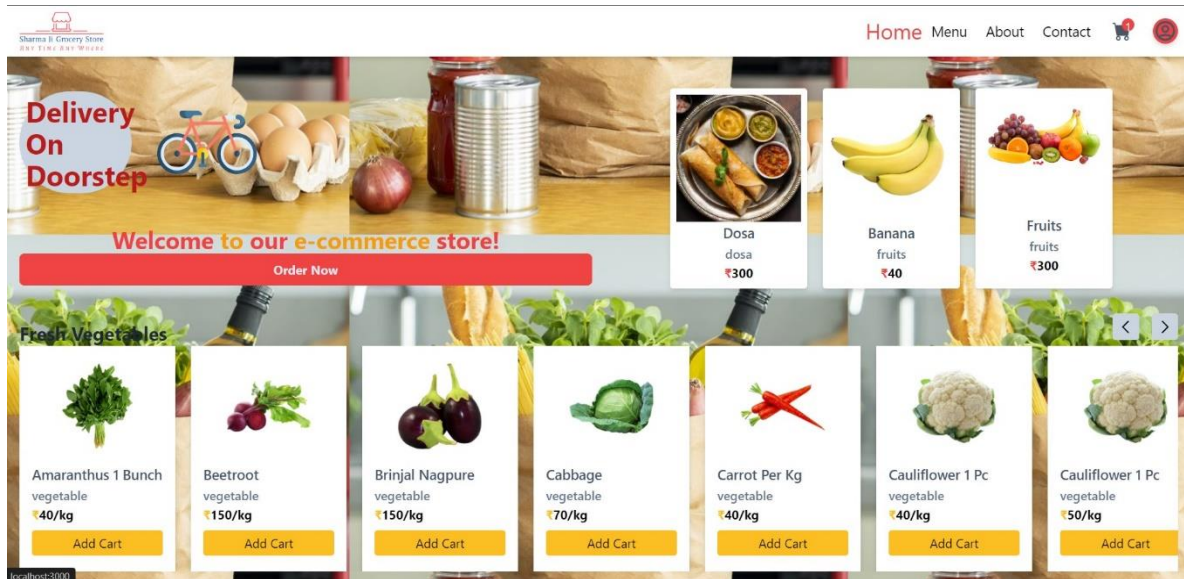 Sharma Ji Grocery Store
Any Time Any Where
Home Menu About Contact 1
Delivery
On
Doorstep
Welcome to our e-commerce store!
Order Now
Dosa
dosa
₹300
Banana
fruits
₹40
Fruits
fruits
₹300
Fresh Vegetables
Amaranthus 1 Bunch
vegetable
₹40/kg
Add Cart
Beetroot
vegetable
₹150/kg
Add Cart
Brinjal Nagpure
vegetable
₹150/kg
Add Cart
Cabbage
vegetable
₹70/kg
Add Cart
Carrot Per Kg
vegetable
₹40/kg
Add Cart
Cauliflower 1 Pc
vegetable
₹40/kg
Add Cart
Cauliflower 1 Pc
vegetable
₹50/kg
Add Cart
localhost:3000